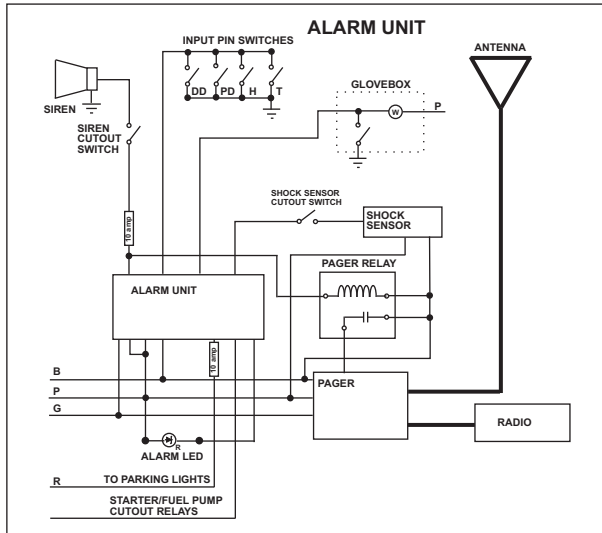 ALARM UNIT
INPUT PIN SWITCHES
ANTENNA
DD PD H T
GLOVEBOX
W
P
SIREN
SIREN
CUTOUT
SWITCH
10 amp
SHOCK SENSOR
CUTOUT SWITCH
SHOCK
SENSOR
PAGER RELAY
ALARM UNIT
10 amp
B
P
G
PAGER
RADIO
R
ALARM LED
R
TO PARKING LIGHTS
STARTER/FUEL PUMP
CUTOUT RELAYS